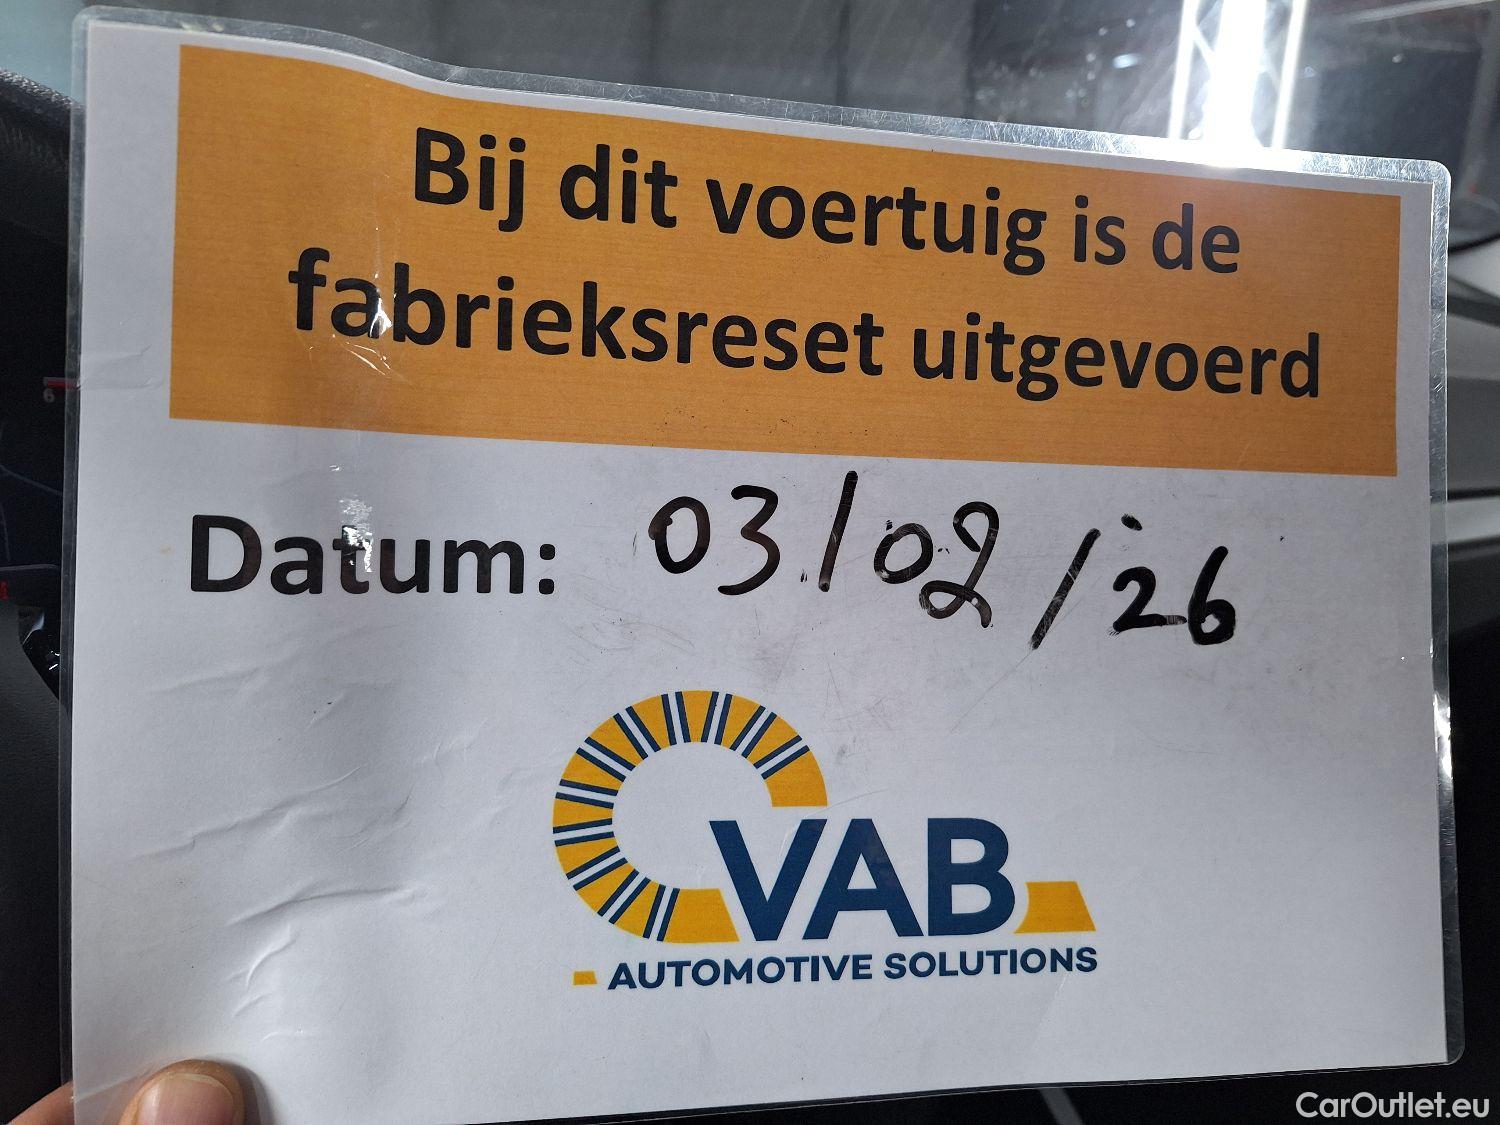 Bij dit voertuig is de
fabrieksreset uitgevoerd
Datum: 03/02/26
VAB
AUTOMOTIVE SOLUTIONS
CarOutlet.eu